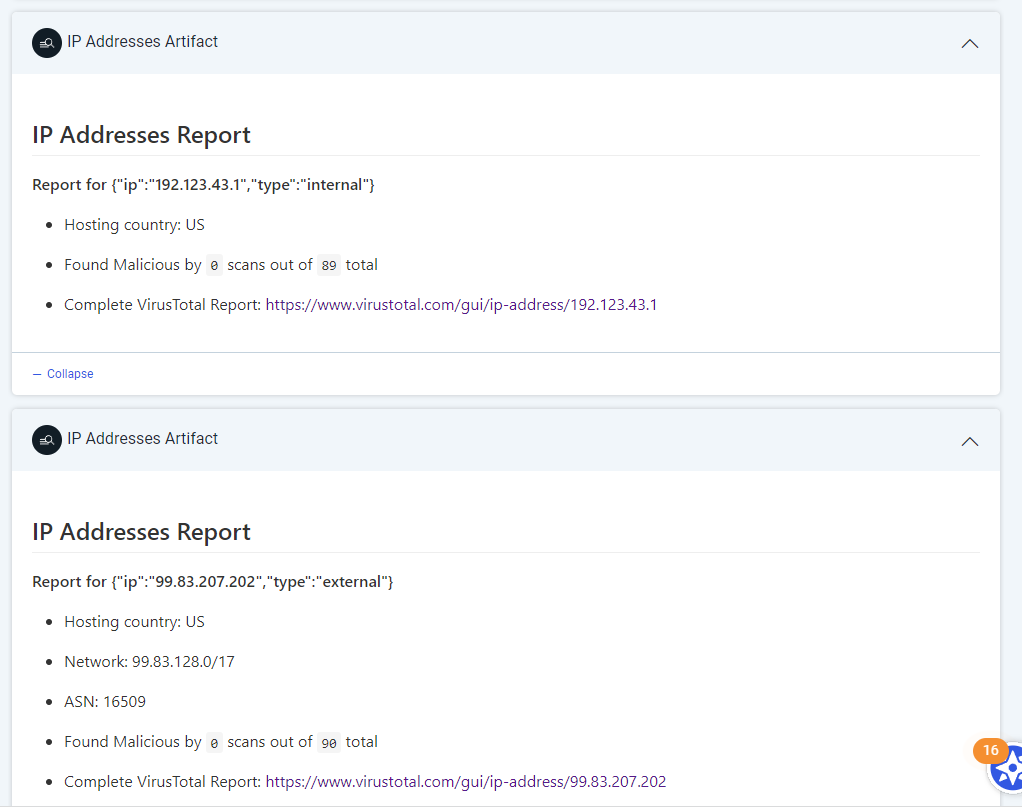 IP Addresses Artifact
IP Addresses Report
Report for {"ip":"192.123.43.1","type":"internal"}
Hosting country: US
Found Malicious by 0 scans out of 89 total
Complete VirusTotal Report: https://www.virustotal.com/gui/ip-address/192.123.43.1
— Collapse
IP Addresses Artifact
IP Addresses Report
Report for {"ip":"99.83.207.202","type":"external"}
Hosting country: US
Network: 99.83.128.0/17
ASN: 16509
Found Malicious by 0 scans out of 90 total
16
Complete VirusTotal Report: https://www.virustotal.com/gui/ip-address/99.83.207.202